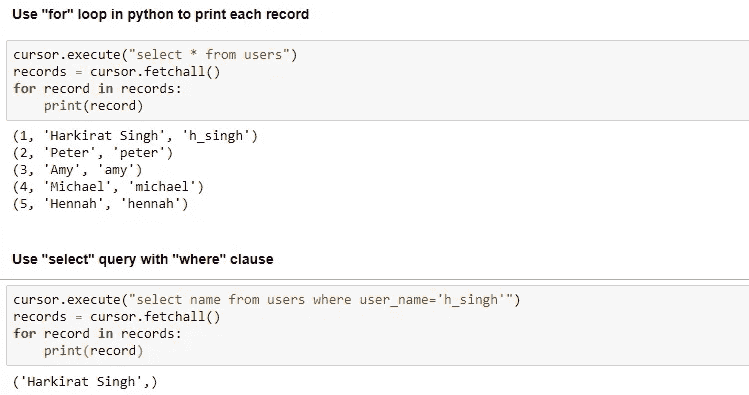 Use "for" loop in python to print each record
cursor.execute("select * from users")
records = cursor.fetchall()
for record in records:
    print(record)
(1, 'Harkirat Singh', 'h_singh')
(2, 'Peter', 'peter')
(3, 'Amy', 'amy')
(4, 'Michael', 'michael')
(5, 'Hennah', 'hennah')
Use "select" query with "where" clause
cursor.execute("select name from users where user_name='h_singh'")
records = cursor.fetchall()
for record in records:
    print(record)
('Harkirat Singh',)